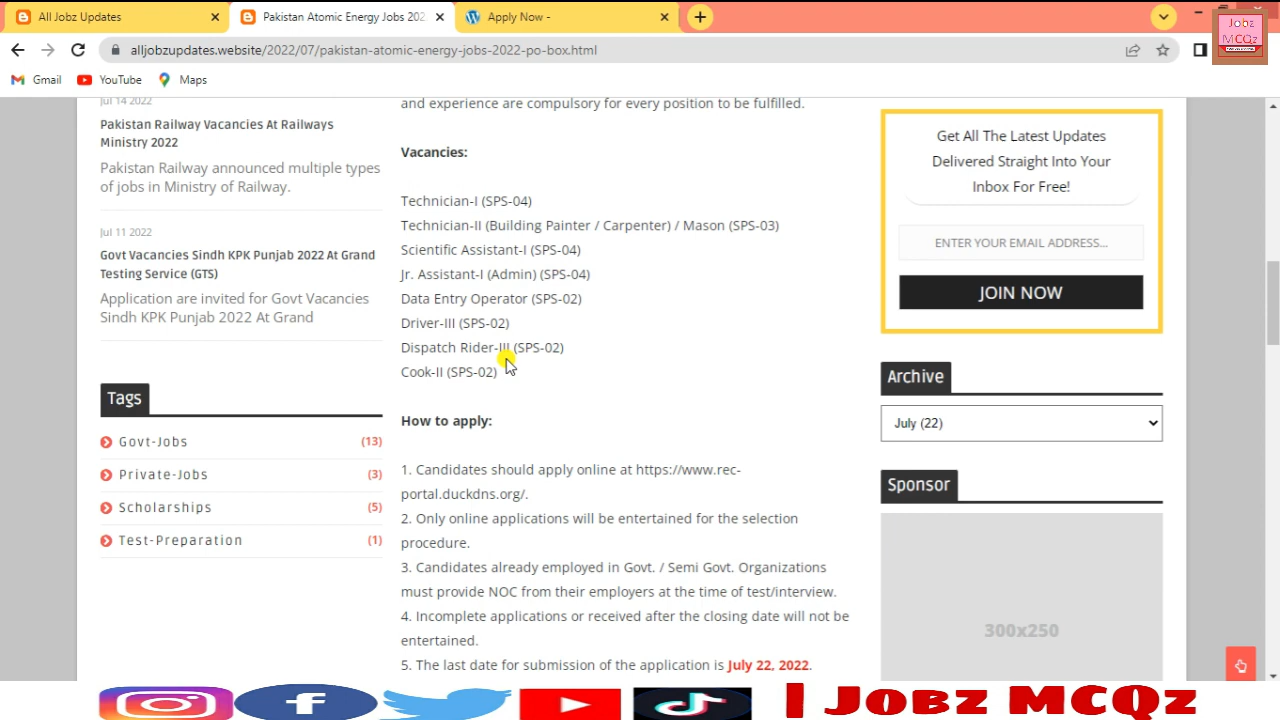 All Jobz Updates
Pakistan Atomic Energy Jobs 202
Apply Now -
alljobzupdates.website/2022/07/pakistan-atomic-energy-jobs-2022-po-box.html
Jobz
MCQz
Gmail
YouTube
Maps
Jul 14 2022
Pakistan Railway Vacancies At Railways
Ministry 2022
Pakistan Railway announced multiple types
of jobs in Ministry of Railway.
Jul 11 2022
Govt Vacancies Sindh KPK Punjab 2022 At Grand
Testing Service (GTS)
Application are invited for Govt Vacancies
Sindh KPK Punjab 2022 At Grand
Tags
Govt-Jobs (13)
Private-Jobs (3)
Scholarships (5)
Test-Preparation (1)
and experience are compulsory for every position to be fulfilled.
Vacancies:
Technician-I (SPS-04)
Technician-II (Building Painter / Carpenter) / Mason (SPS-03)
Scientific Assistant-I (SPS-04)
Jr. Assistant-I (Admin) (SPS-04)
Data Entry Operator (SPS-02)
Driver-III (SPS-02)
Dispatch Rider-III (SPS-02)
Cook-II (SPS-02)
How to apply:
1. Candidates should apply online at https://www.rec-
portal.duckdns.org/.
2. Only online applications will be entertained for the selection
procedure.
3. Candidates already employed in Govt. / Semi Govt. Organizations
must provide NOC from their employers at the time of test/interview.
4. Incomplete applications or received after the closing date will not be
entertained.
5. The last date for submission of the application is July 22, 2022.
Get All The Latest Updates
Delivered Straight Into Your
Inbox For Free!
ENTER YOUR EMAIL ADDRESS...
JOIN NOW
Archive
July (22)
Sponsor
300x250
| Jobz MCQz